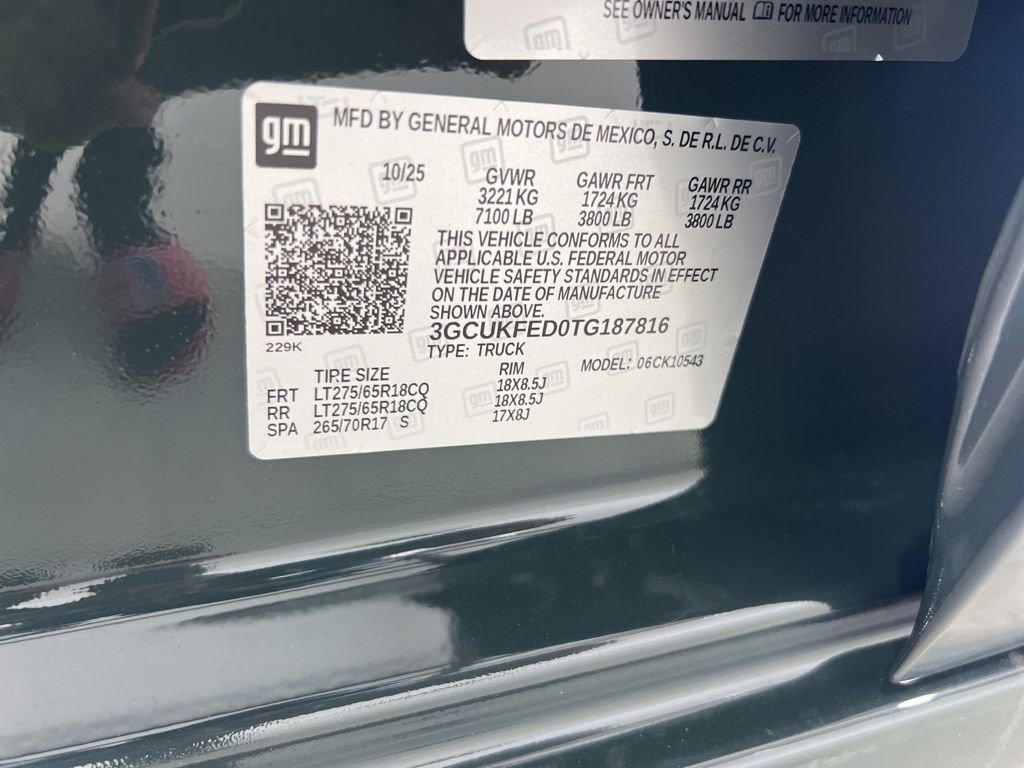 SEE OWNER'S MANUAL FOR MORE INFORMATION
gm MFD BY GENERAL MOTORS DE MEXICO, S. DE R.L. DE C.V.
10/25 GVWR GAWR FRT GAWR RR
3221 KG 1724 KG 1724 KG
7100 LB 3800 LB 3800 LB
THIS VEHICLE CONFORMS TO ALL
APPLICABLE U.S. FEDERAL MOTOR
VEHICLE SAFETY STANDARDS IN EFFECT
ON THE DATE OF MANUFACTURE
SHOWN ABOVE.
3GCUKFED0TG187816
229K
TYPE: TRUCK MODEL: 06CK10543
TIRE SIZE RIM
FRT LT275/65R18CQ 18X8.5J
RR LT275/65R18CQ 18X8.5J
SPA 265/70R17 S 17X8J